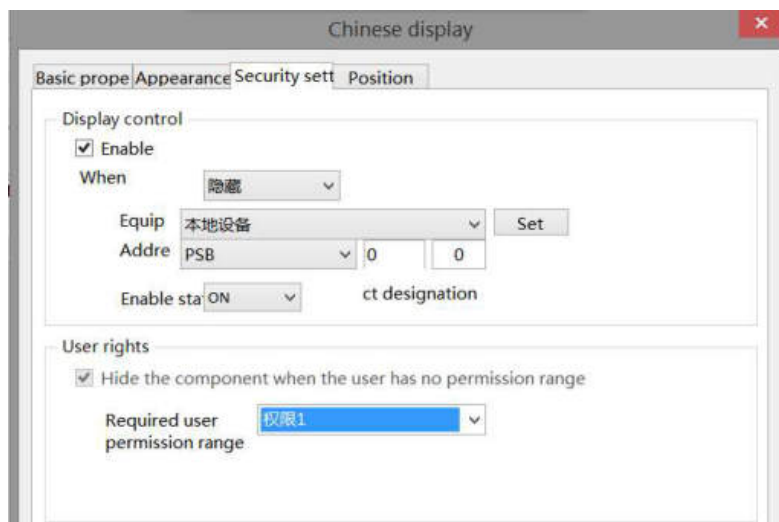 Chinese display
Basic prope Appearance Security sett Position
Display control
Enable
When 隐藏
Equip 本地设备 Set
Addre PSB 0 0
Enable sta ON ct designation
User rights
Hide the component when the user has no permission range
Required user 权限1
permission range